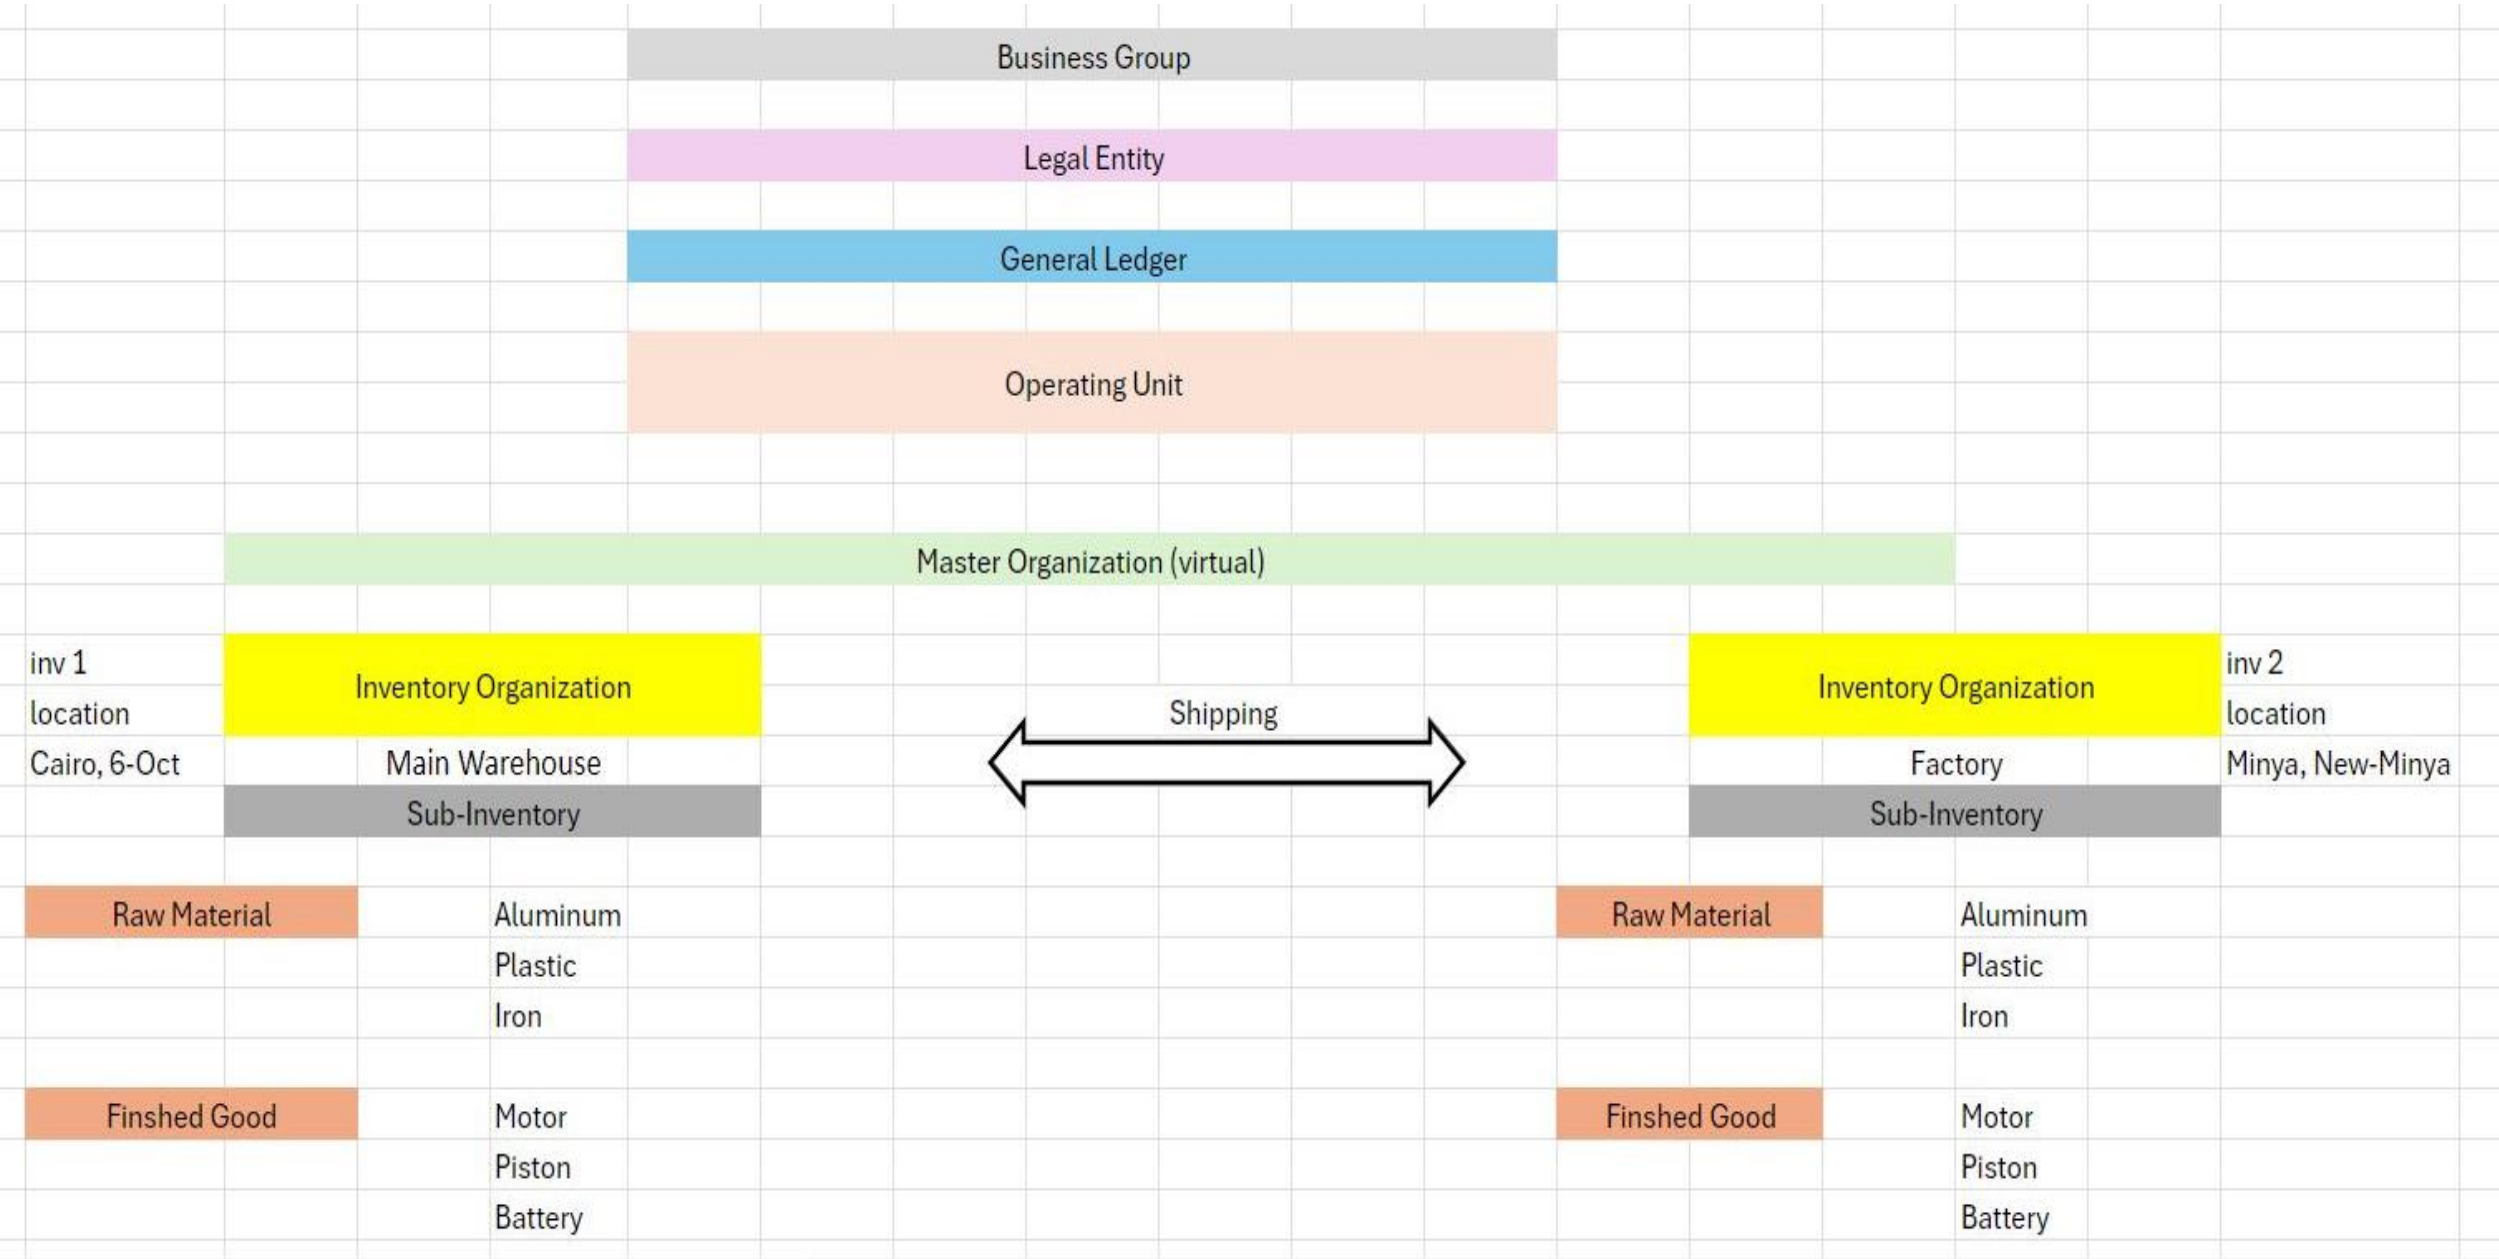 Business Group
Legal Entity
General Ledger
Operating Unit
Master Organization (virtual)
inv 1
location
Cairo, 6-Oct
Inventory Organization
Main Warehouse
Sub-Inventory
Shipping
Inventory Organization
Factory
Sub-Inventory
inv 2
location
Minya, New-Minya
Raw Material
Aluminum
Plastic
Iron
Finshed Good
Motor
Piston
Battery
Raw Material
Aluminum
Plastic
Iron
Finshed Good
Motor
Piston
Battery